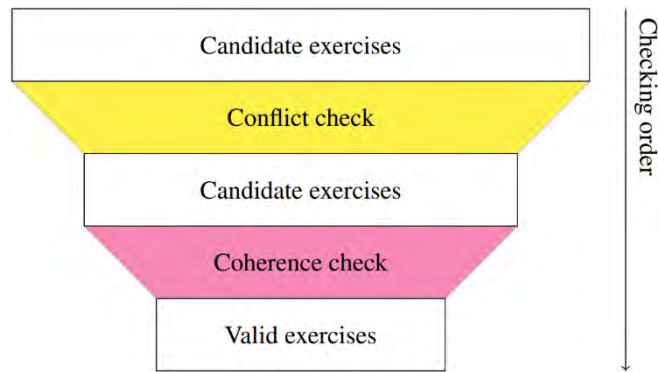 Candidate exercises
Conflict check
Candidate exercises
Coherence check
Valid exercises
Checking order